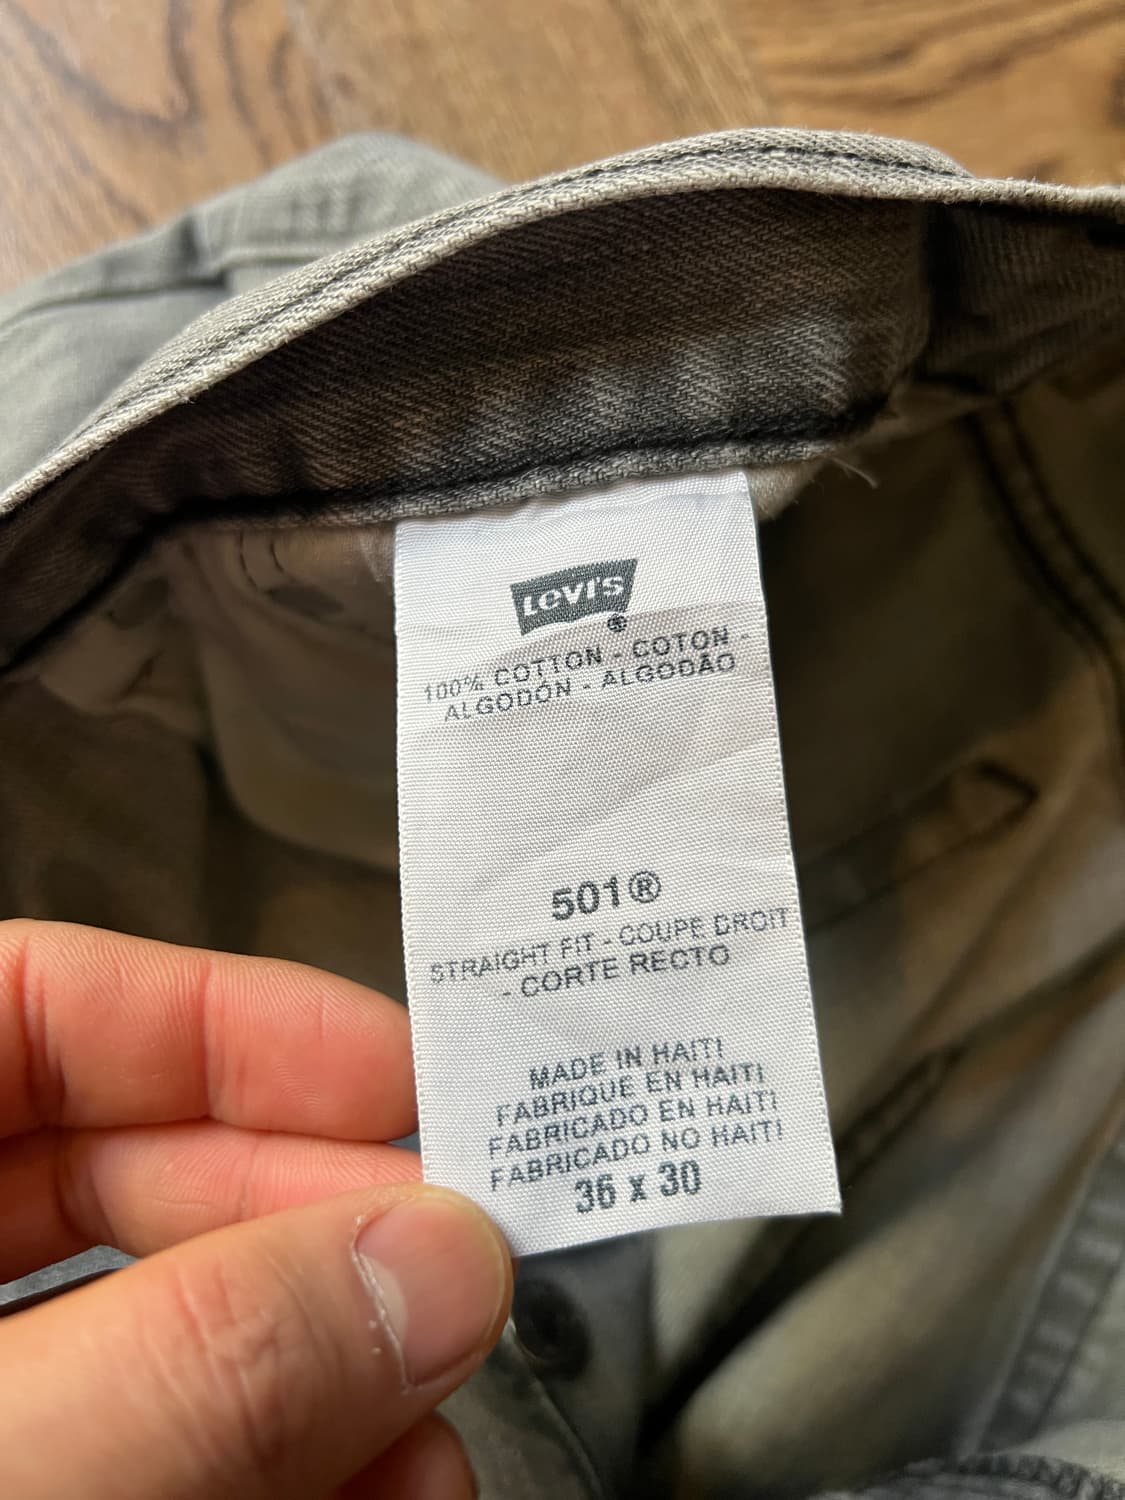 Levi's
®
100% COTTON - COTON -
ALGODÓN - ALGODÃO
501®
STRAIGHT FIT - COUPE DROIT
- CORTE RECTO
MADE IN HAITI
FABRIQUE EN HAITI
FABRICADO EN HAITI
FABRICADO NO HAITI
36 x 30